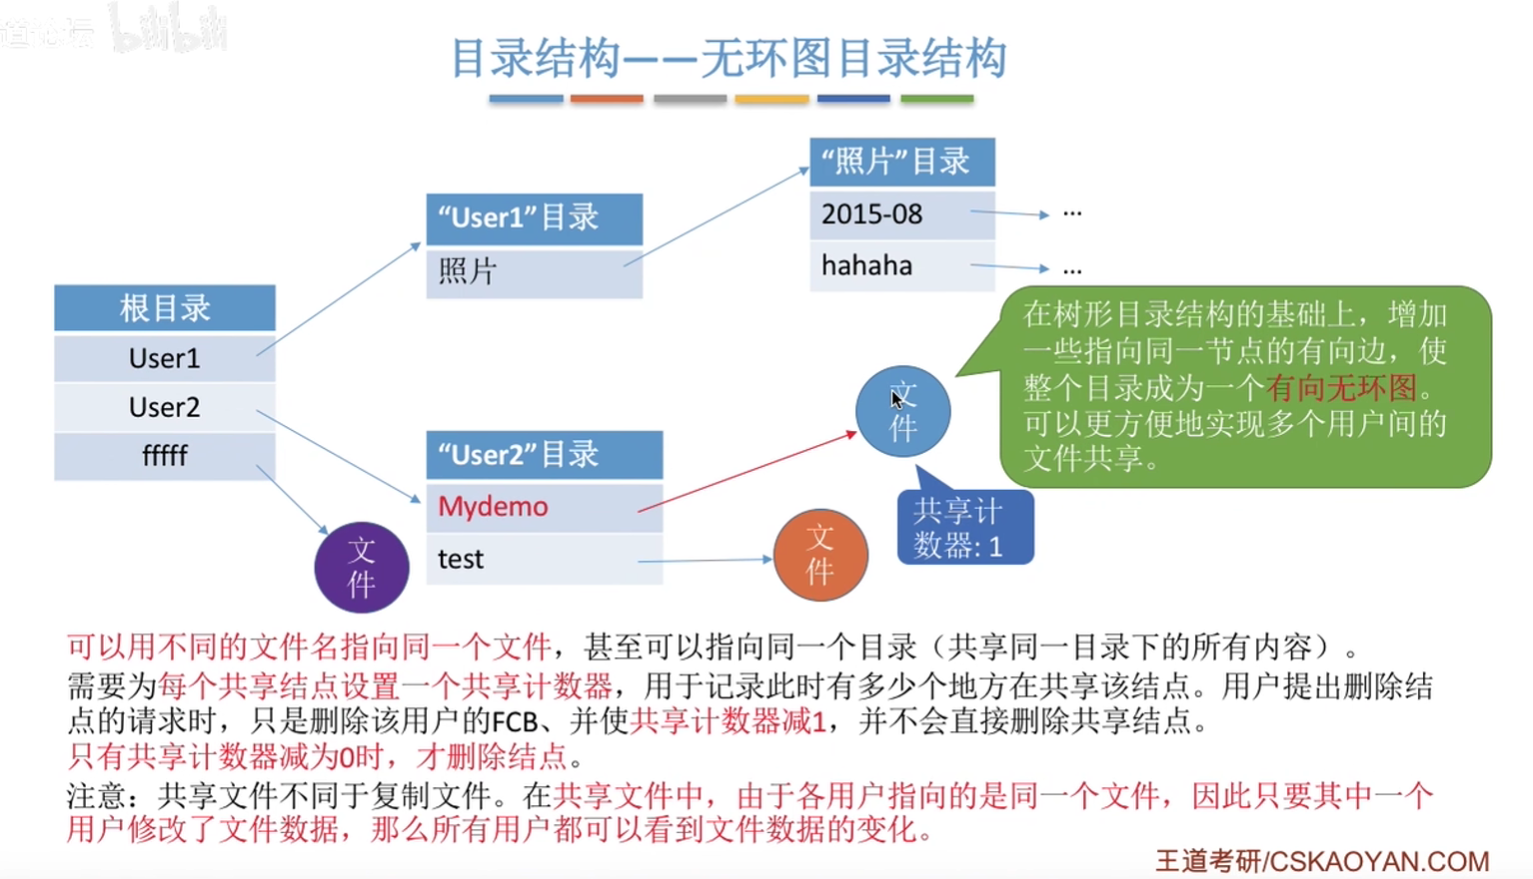 道论坛 bilibili
目录结构——无环图目录结构
“照片”目录
2015-08
...
hahaha
...
“User1”目录
照片
根目录
User1
User2
fffff
在树形目录结构的基础上，增加
一些指向同一节点的有向边，使
整个目录成为一个有向无环图。
可以更方便地实现多个用户间的
文件共享。
文
件
“User2”目录
Mydemo
test
共享计
数器: 1
文
件
文
件
可以用不同的文件名指向同一个文件，甚至可以指向同一个目录（共享同一目录下的所有内容）。
需要为每个共享结点设置一个共享计数器，用于记录此时有多少个地方在共享该结点。用户提出删除结
点的请求时，只是删除该用户的FCB、并使共享计数器减1，并不会直接删除共享结点。
只有共享计数器减为0时，才删除结点。
注意：共享文件不同于复制文件。在共享文件中，由于各用户指向的是同一个文件，因此只要其中一个
用户修改了文件数据，那么所有用户都可以看到文件数据的变化。
王道考研/CSKAOYAN.COM